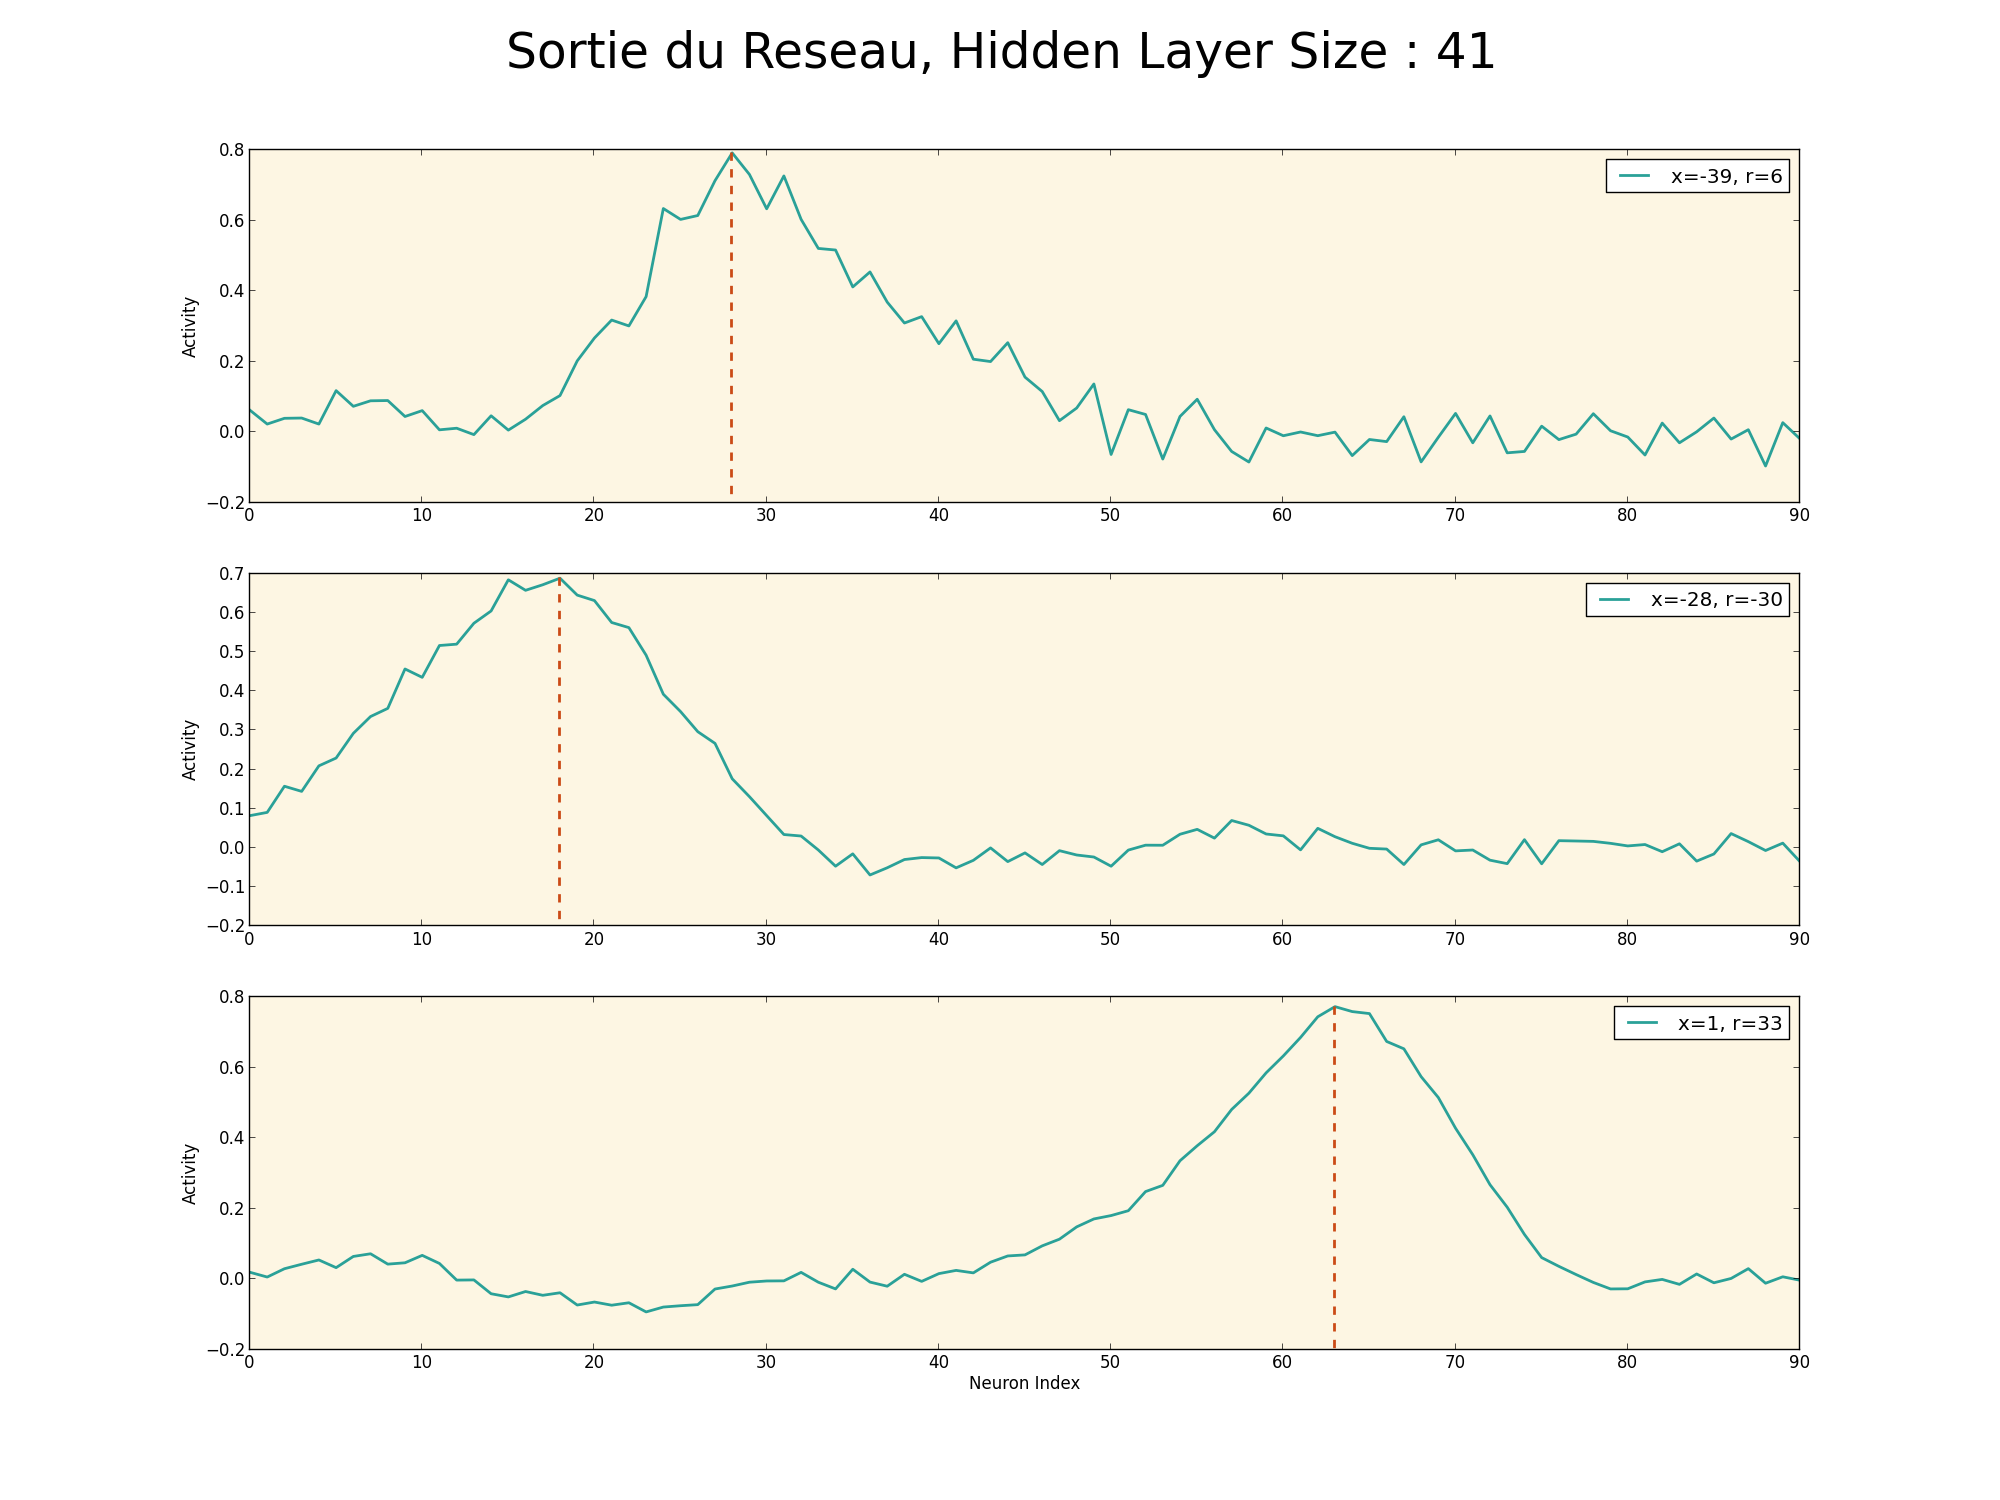 Sortie du Reseau, Hidden Layer Size : 41
0.8
0.6
0.4
0.2
0.0
−0.2
Activity
x=-39, r=6
0 10 20 30 40 50 60 70 80 90
0.7
0.6
0.5
0.4
0.3
0.2
0.1
0.0
−0.1
−0.2
Activity
x=-28, r=-30
0 10 20 30 40 50 60 70 80 90
0.8
0.6
0.4
0.2
0.0
−0.2
Activity
x=1, r=33
0 10 20 30 40 50 60 70 80 90
Neuron Index